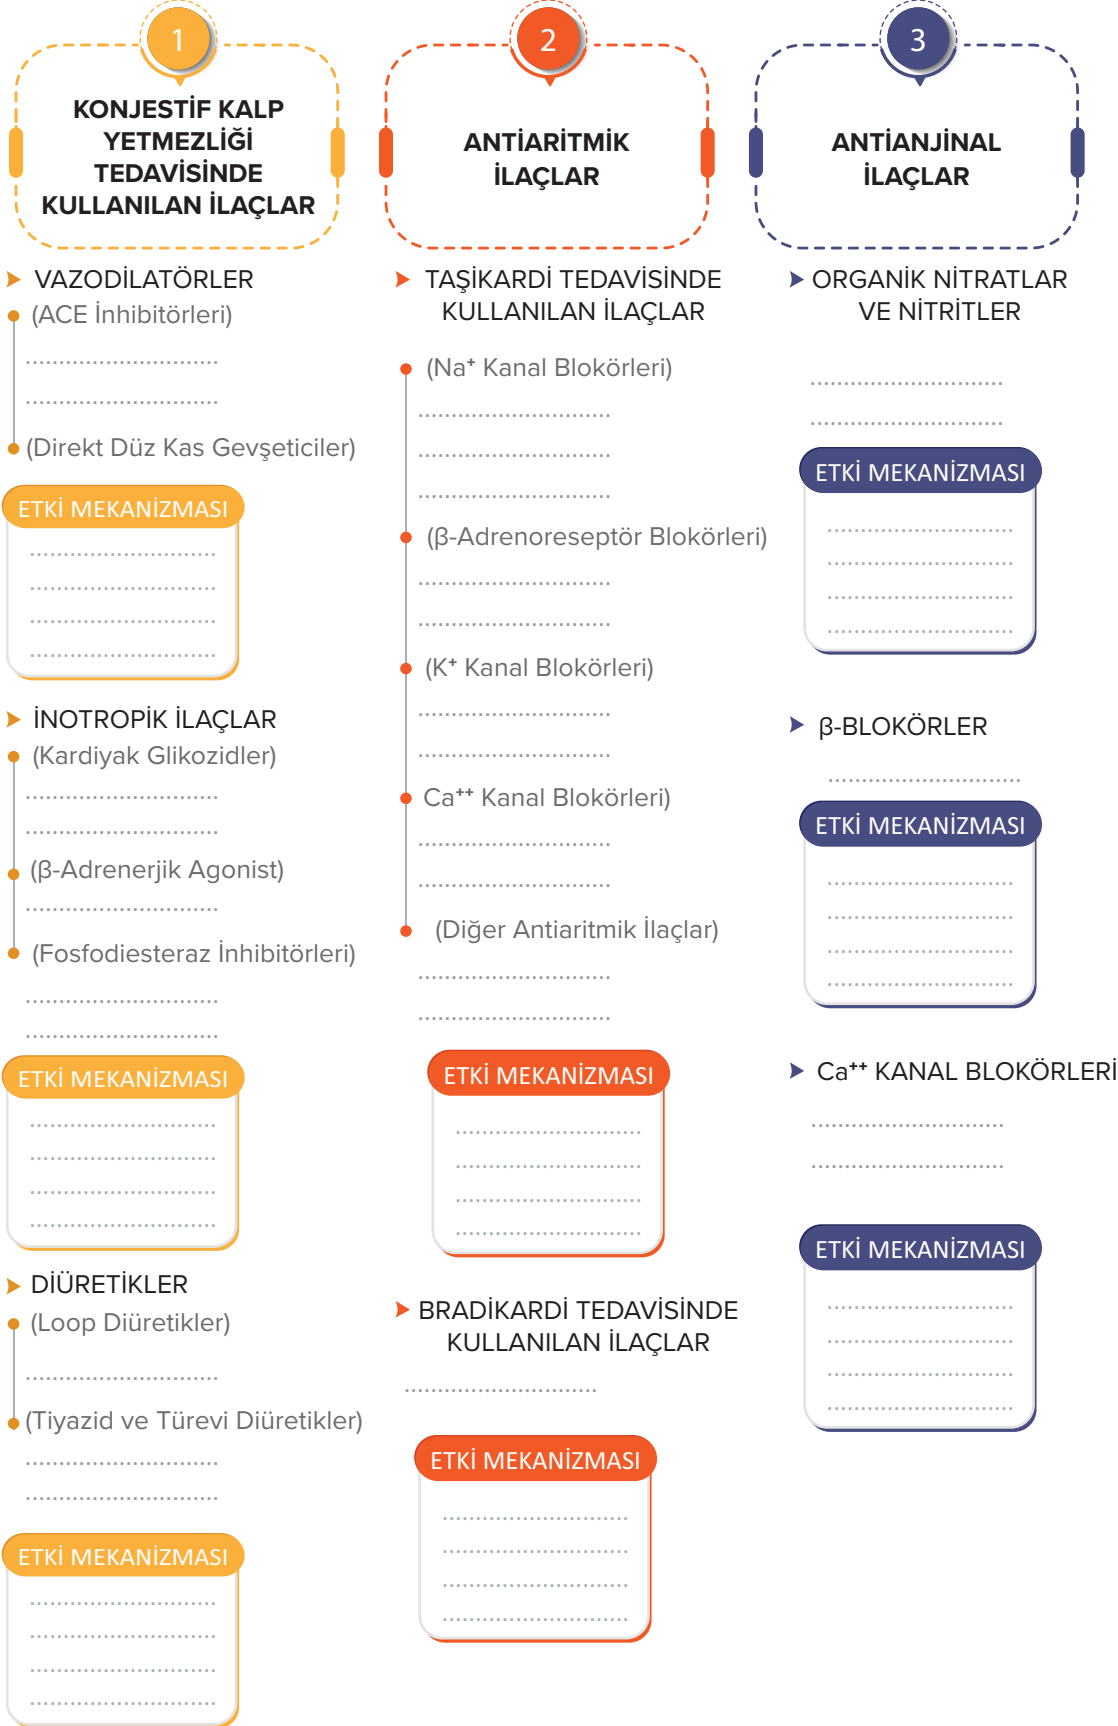 1
KONJESTİF KALP
YETMEZLİĞİ
TEDAVİSİNDE
KULLANILAN İLAÇLAR
VAZODİLATÖRLER
(ACE İnhibitörleri)
.............................
.............................
(Direkt Düz Kas Gevşeticiler)
ETKİ MEKANİZMASI
............................
............................
............................
............................
İNOTROPİK İLAÇLAR
(Kardiyak Glikozidler)
.............................
.............................
(β-Adrenerjik Agonist)
.............................
(Fosfodiesteraz İnhibitörleri)
.............................
.............................
ETKİ MEKANİZMASI
............................
............................
............................
............................
DİÜRETİKLER
(Loop Diüretikler)
.............................
(Tiyazid ve Türevi Diüretikler)
.............................
.............................
ETKİ MEKANİZMASI
............................
............................
............................
............................
2
ANTİARİTMİK
İLAÇLAR
TAŞİKARDİ TEDAVİSİNDE
KULLANILAN İLAÇLAR
(Na⁺ Kanal Blokörleri)
.............................
.............................
.............................
(β-Adrenoreseptör Blokörleri)
.............................
.............................
(K⁺ Kanal Blokörleri)
.............................
.............................
Ca⁺⁺ Kanal Blokörleri)
.............................
.............................
(Diğer Antiaritmik İlaçlar)
.............................
.............................
ETKİ MEKANİZMASI
............................
............................
............................
............................
BRADİKARDİ TEDAVİSİNDE
KULLANILAN İLAÇLAR
.............................
ETKİ MEKANİZMASI
............................
............................
............................
............................
3
ANTİANJİNAL
İLAÇLAR
ORGANİK NİTRATLAR
VE NİTRİTLER
.............................
.............................
ETKİ MEKANİZMASI
............................
............................
............................
............................
β-BLOKÖRLER
.............................
ETKİ MEKANİZMASI
............................
............................
............................
............................
Ca⁺⁺ KANAL BLOKÖRLERİ
.............................
.............................
ETKİ MEKANİZMASI
............................
............................
............................
............................